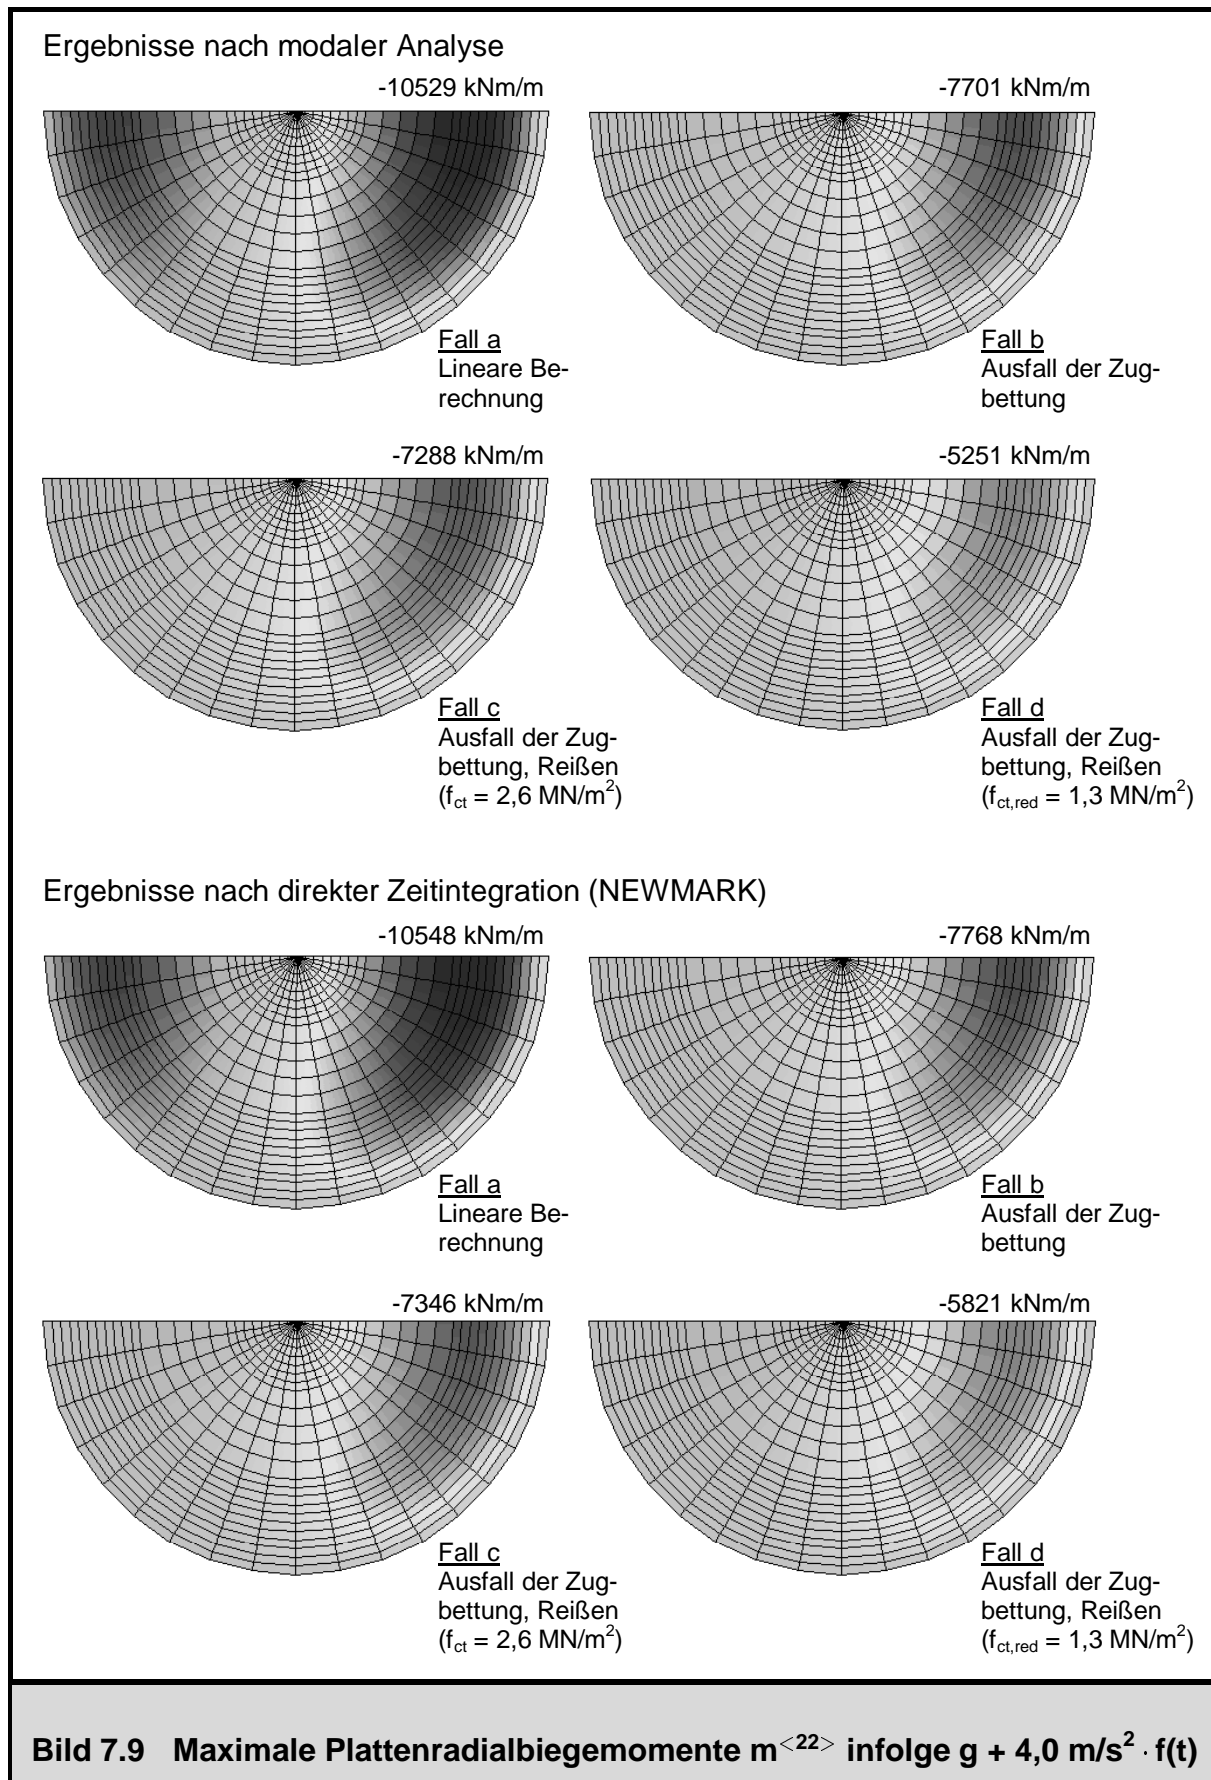 Ergebnisse nach modaler Analyse
-10529 kNm/m
-7701 kNm/m
Fall a
Lineare Be-
rechnung
Fall b
Ausfall der Zug-
bettung
-7288 kNm/m
-5251 kNm/m
Fall c
Ausfall der Zug-
bettung, Reißen
(f_ct = 2,6 MN/m²)
Fall d
Ausfall der Zug-
bettung, Reißen
(f_ct,red = 1,3 MN/m²)
Ergebnisse nach direkter Zeitintegration (NEWMARK)
-10548 kNm/m
-7768 kNm/m
Fall a
Lineare Be-
rechnung
Fall b
Ausfall der Zug-
bettung
-7346 kNm/m
-5821 kNm/m
Fall c
Ausfall der Zug-
bettung, Reißen
(f_ct = 2,6 MN/m²)
Fall d
Ausfall der Zug-
bettung, Reißen
(f_ct,red = 1,3 MN/m²)
Bild 7.9 Maximale Plattenradialbiegemomente m^<22> infolge g + 4,0 m/s² · f(t)